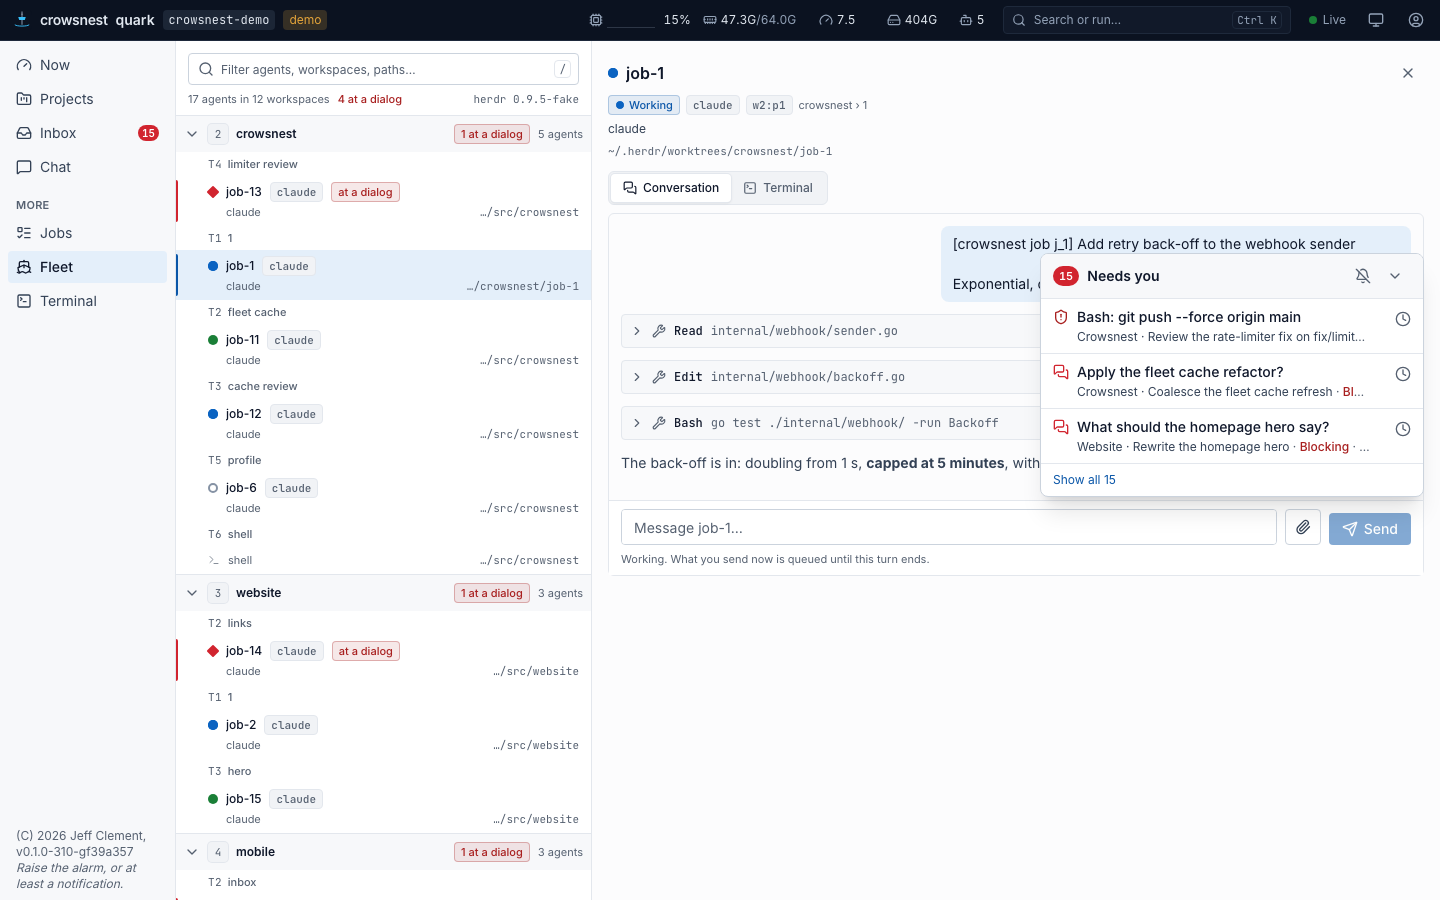 crowsnest quark crowsnest-demo demo
15% 47.3G/64.0G 7.5 404G 5 Search or run... Ctrl K Live
Now
Projects
Inbox 15
Chat
MORE
Jobs
Fleet
Terminal
(C) 2026 Jeff Clement,
v0.1.0-310-gf39a357
Raise the alarm, or at
least a notification.
Filter agents, workspaces, paths... /
17 agents in 12 workspaces 4 at a dialog herdr 0.9.5-fake
2 crowsnest 1 at a dialog 5 agents
T4 limiter review
job-13 claude at a dialog
claude …/src/crowsnest
T1 1
job-1 claude
claude …/crowsnest/job-1
T2 fleet cache
job-11 claude
claude …/src/crowsnest
T3 cache review
job-12 claude
claude …/src/crowsnest
T5 profile
job-6 claude
claude …/src/crowsnest
T6 shell
shell …/src/crowsnest
3 website 1 at a dialog 3 agents
T2 links
job-14 claude at a dialog
claude …/src/website
T1 1
job-2 claude
claude …/src/website
T3 hero
job-15 claude
claude …/src/website
4 mobile 1 at a dialog 3 agents
T2 inbox
job-1
Working claude w2:p1 crowsnest › 1
claude
~/.herdr/worktrees/crowsnest/job-1
Conversation Terminal
[crowsnest job j_1] Add retry back-off to the webhook sender
Exponential,
Read internal/webhook/sender.go
Edit internal/webhook/backoff.go
Bash go test ./internal/webhook/ -run Backoff
The back-off is in: doubling from 1 s, capped at 5 minutes, with
Message job-1...
Send
Working. What you send now is queued until this turn ends.
15 Needs you
Bash: git push --force origin main
Crowsnest · Review the rate-limiter fix on fix/limit...
Apply the fleet cache refactor?
Crowsnest · Coalesce the fleet cache refresh · Bl...
What should the homepage hero say?
Website · Rewrite the homepage hero · Blocking · ...
Show all 15